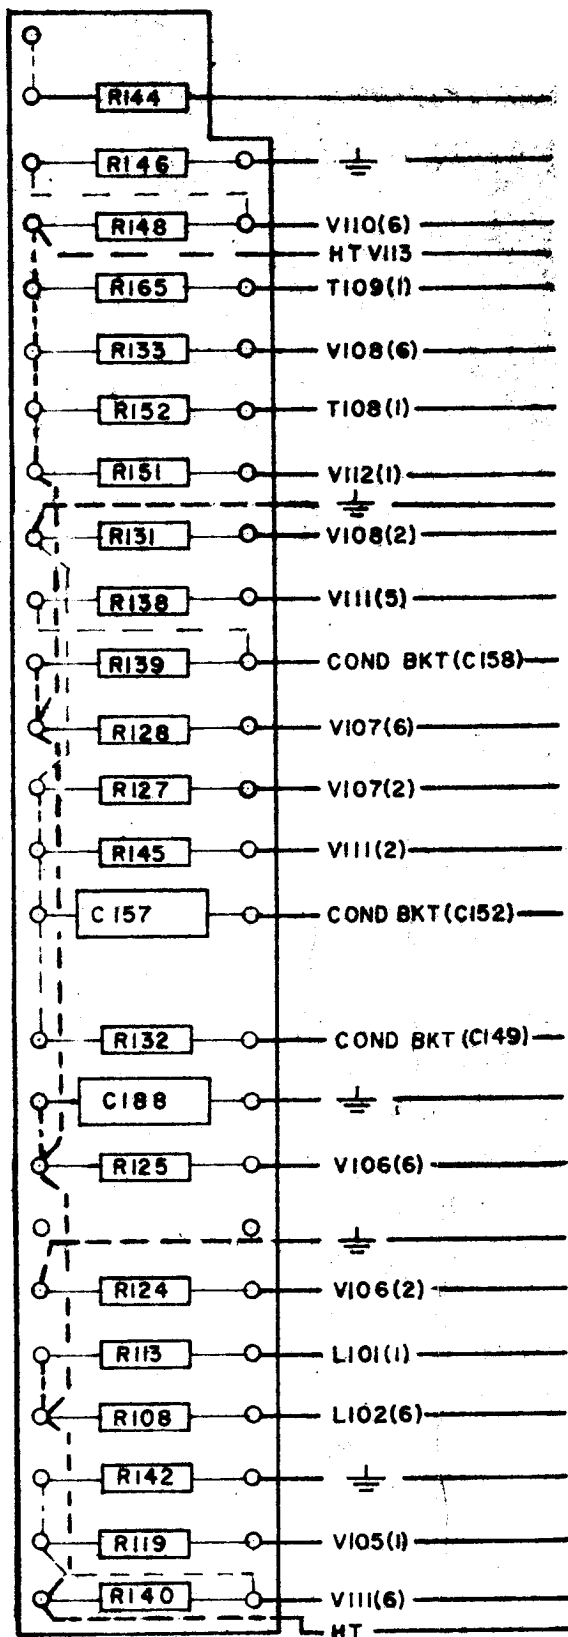 R144
R146
R148 V110(6)
HT V113
R165 T109(1)
R133 V108(6)
R152 T108(1)
R151 V112(1)
R131 V108(2)
R138 V111(5)
R139 COND BKT (C158)
R128 V107(6)
R127 V107(2)
R145 V111(2)
C157 COND BKT (C152)
R132 COND BKT (C149)
C188
R125 V106(6)
R124 V106(2)
R113 L101(1)
R108 L102(6)
R142
R119 V105(1)
R140 V111(6)
HT